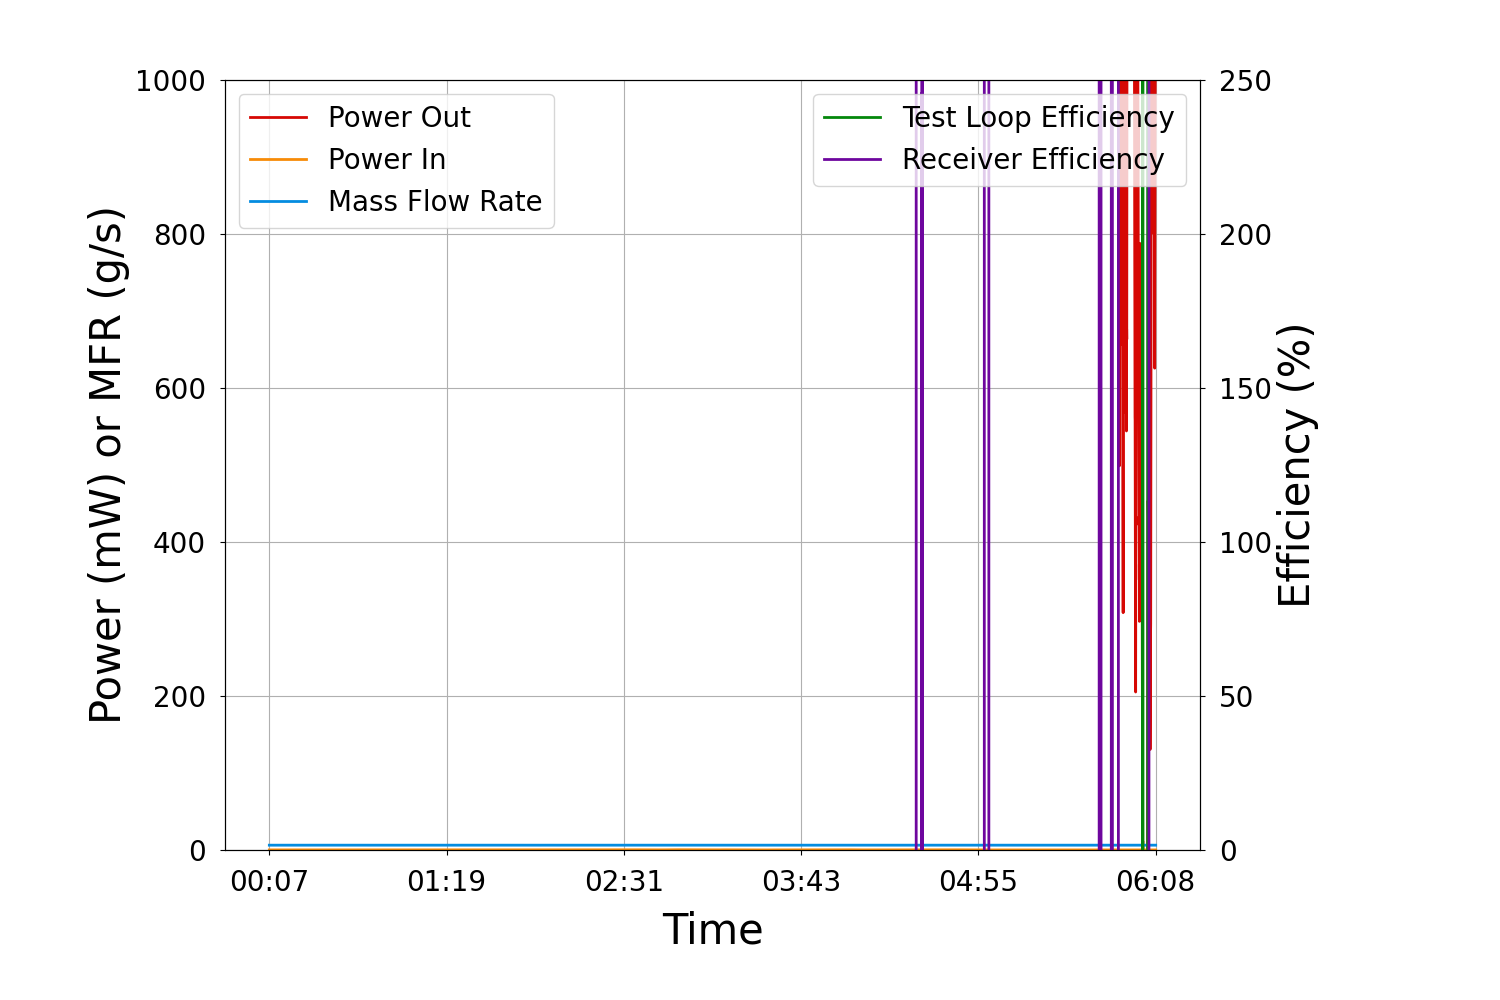 1000
800
600
400
200
0
Power (mW) or MFR (g/s)
Power Out
Power In
Mass Flow Rate
Test Loop Efficiency
Receiver Efficiency
250
200
150
100
50
0
Efficiency (%)
00:07 01:19 02:31 03:43 04:55 06:08
Time